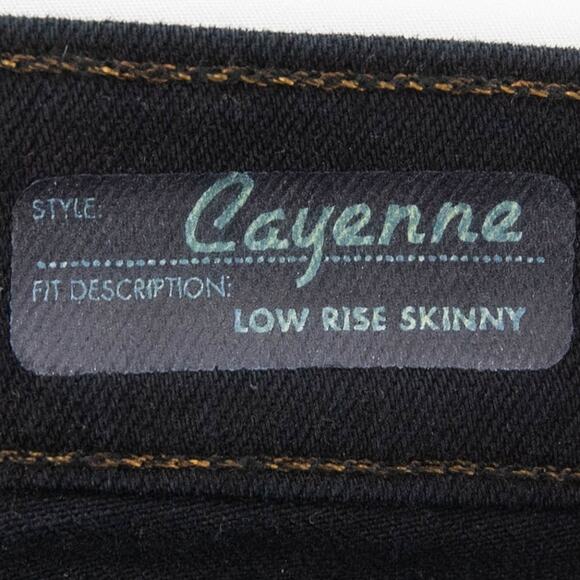 STYLE: Cayenne
FIT DESCRIPTION:
LOW RISE SKINNY